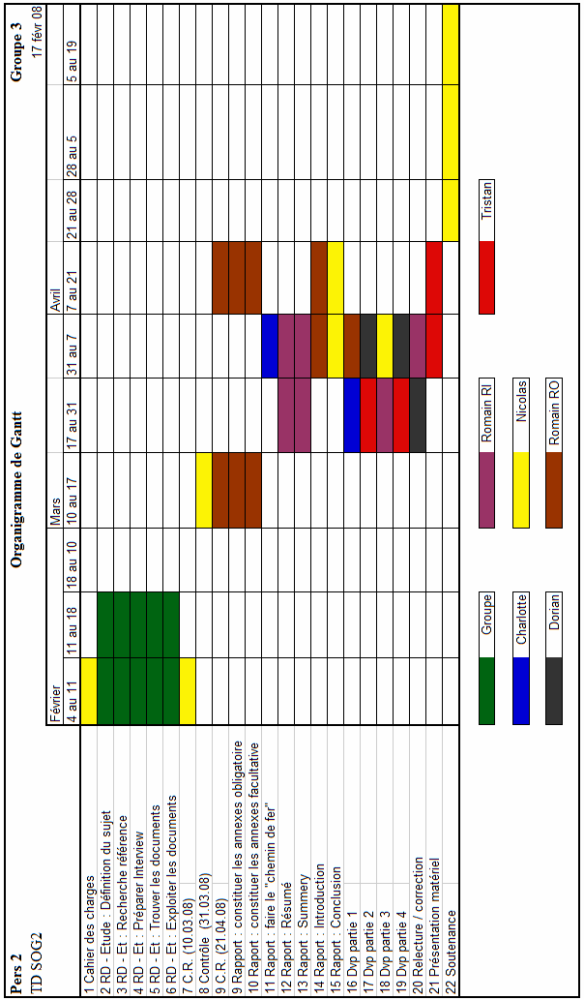 Pers 2 Organigramme de Gantt Groupe 3
TD SOG2 17 févr 08
Février Mars Avril
4 au 11 11 au 18 18 au 10 10 au 17 17 au 31 31 au 7 7 au 21 21 au 28 28 au 5 5 au 19
1 Cahier des charges
2 RD - Etude : Définition du sujet
3 RD - Et : Recherche référence
4 RD - Et : Préparer Interview
5 RD - Et : Trouver les documents
6 RD - Et : Exploiter les documents
7 C.R. (10.03.08)
8 Contrôle (31.03.08)
9 C.R. (21.04.08)
9 Rapport : constituer les annexes obligatoire
10 Raport : constituer les annexes facultative
11 Raport : faire le "chemin de fer"
12 Raport : Résumé
13 Raport : Summery
14 Raport : Introduction
15 Raport : Conclusion
16 Dvp partie 1
17 Dvp partie 2
18 Dvp partie 3
19 Dvp partie 4
20 Relecture / correction
21 Présentation matériel
22 Soutenance
Groupe Romain RI Tristan
Charlotte Nicolas
Dorian Romain RO